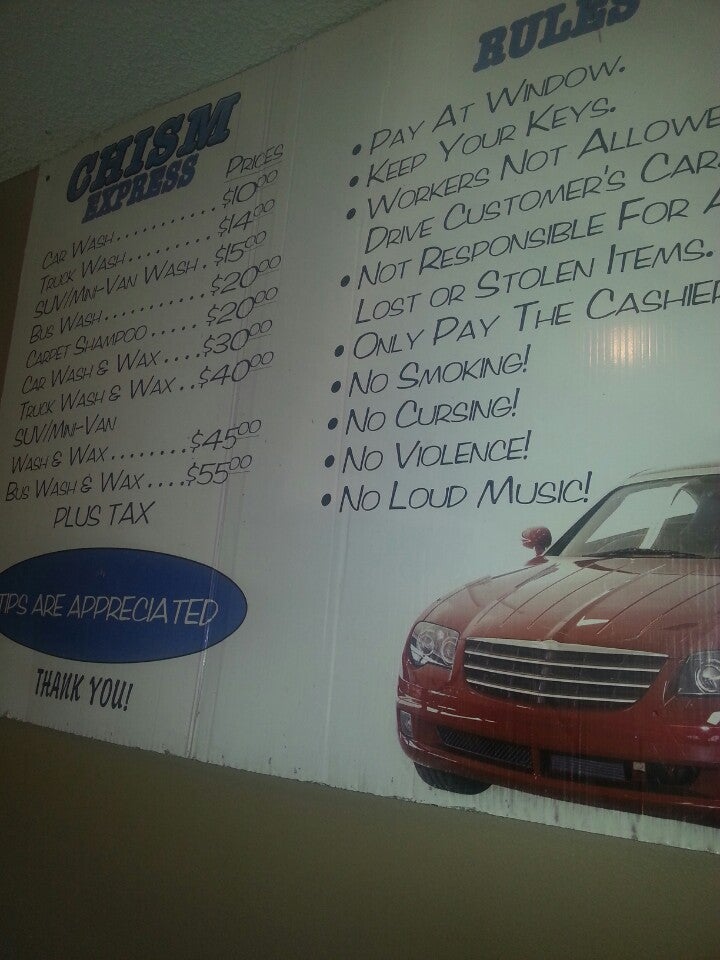 CHISM
EXPRESS
PRICES
CAR WASH..........$10.00
TRUCK WASH.........$14.00
SUV/MINI-VAN WASH.$15.00
BUS WASH...........$20.00
CARPET SHAMPOO.....$20.00
CAR WASH & WAX....$30.00
TRUCK WASH & WAX..$40.00
SUV/MINI-VAN
WASH & WAX........$45.00
BUS WASH & WAX....$55.00
PLUS TAX
TIPS ARE APPRECIATED
THANK YOU!
RULES
• PAY AT WINDOW.
• KEEP YOUR KEYS.
• WORKERS NOT ALLOWE
DRIVE CUSTOMER'S CAR
• NOT RESPONSIBLE FOR A
LOST OR STOLEN ITEMS.
• ONLY PAY THE CASHIER
• NO SMOKING!
• NO CURSING!
• NO VIOLENCE!
• NO LOUD MUSIC!